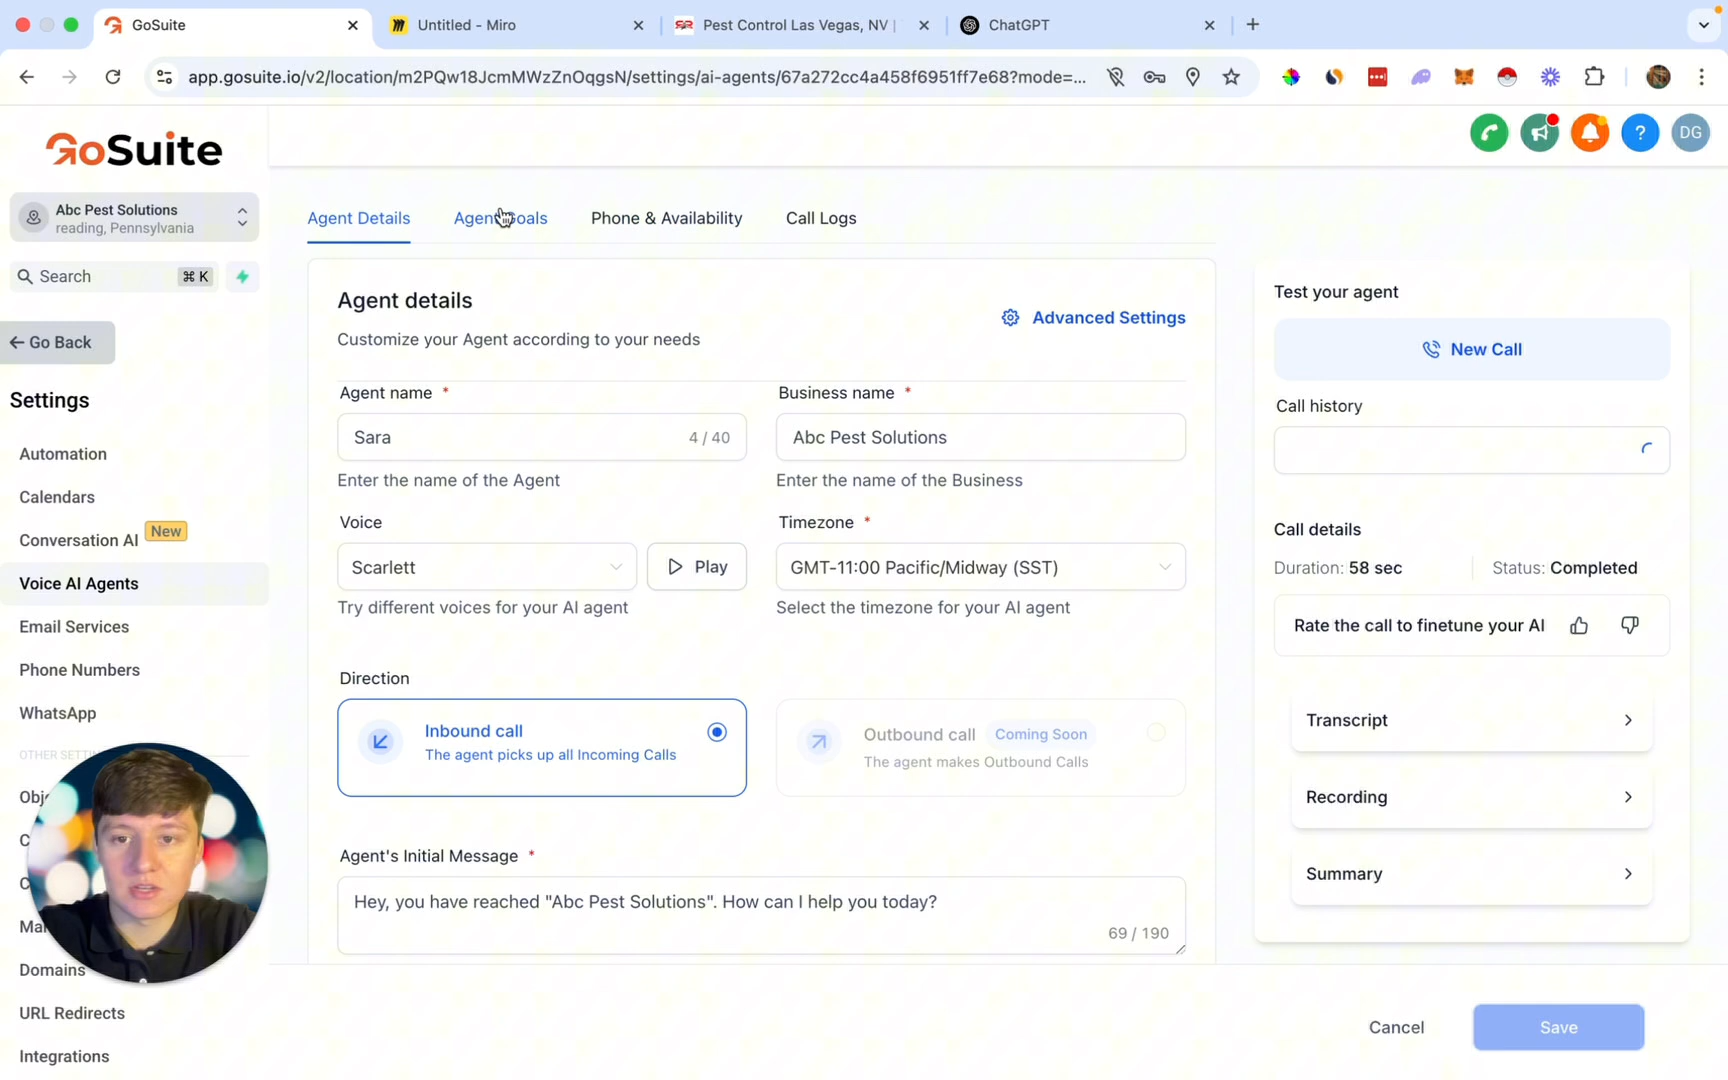 GoSuite
Untitled - Miro
Pest Control Las Vegas, NV |
ChatGPT
app.gosuite.io/v2/location/m2PQw18JcmMWzZnOqgsN/settings/ai-agents/67a272cc4a458f6951ff7e68?mode=...
GoSuite
?
DG
Abc Pest Solutions
reading, Pennsylvania
Search
⌘ K
Go Back
Settings
Automation
Calendars
Conversation AI New
Voice AI Agents
Email Services
Phone Numbers
WhatsApp
Domains
URL Redirects
Integrations
Agent Details
Agent Goals
Phone & Availability
Call Logs
Agent details
Customize your Agent according to your needs
Advanced Settings
Agent name *
Sara
4 / 40
Enter the name of the Agent
Business name *
Abc Pest Solutions
Enter the name of the Business
Voice
Scarlett
Play
Try different voices for your AI agent
Timezone *
GMT-11:00 Pacific/Midway (SST)
Select the timezone for your AI agent
Direction
Inbound call
The agent picks up all Incoming Calls
Outbound call Coming Soon
The agent makes Outbound Calls
Agent's Initial Message *
Hey, you have reached "Abc Pest Solutions". How can I help you today?
69 / 190
Test your agent
New Call
Call history
Call details
Duration: 58 sec
Status: Completed
Rate the call to finetune your AI
Transcript
Recording
Summary
Cancel
Save